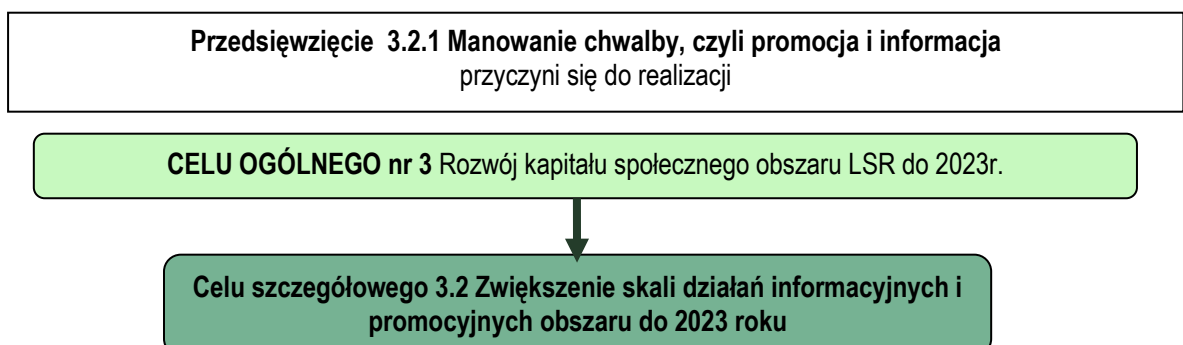 Przedsięwzięcie 3.2.1 Manowanie chwalby, czyli promocja i informacja
przyczyni się do realizacji
CELU OGÓLNEGO nr 3 Rozwój kapitału społecznego obszaru LSR do 2023r.
Celu szczegółowego 3.2 Zwiększenie skali działań informacyjnych i
promocyjnych obszaru do 2023 roku